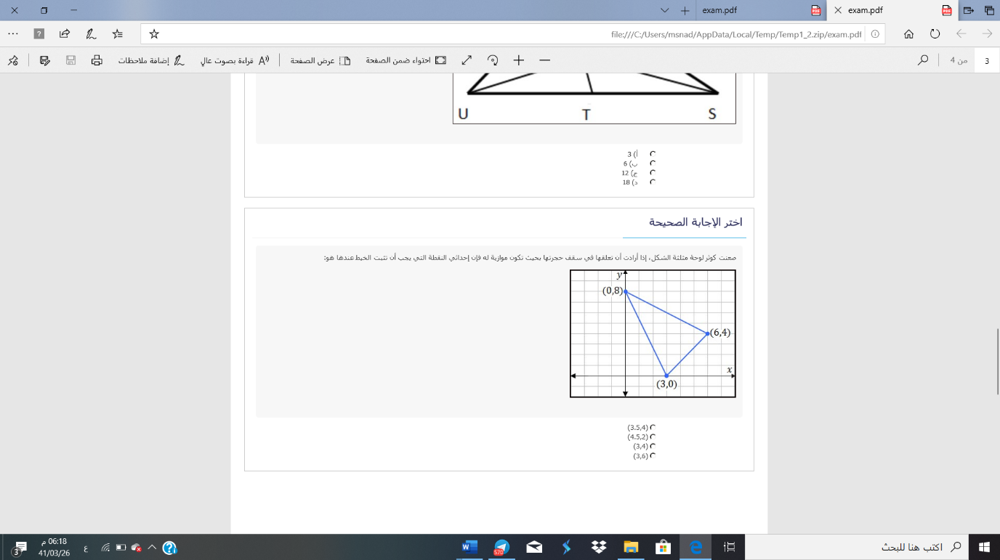 exam.pdf
exam.pdf
file:///C:/Users/msnad/AppData/Local/Temp/Temp1_2.zip/exam.pdf
3 من 4
احتواء ضمن الصفحة
عرض الصفحة
قراءة بصوت عالٍ
إضافة ملاحظات
U T S
أ) 3
ب) 6
ج) 12
د) 18
اختر الإجابة الصحيحة
صنعت كوثر لوحة مثلثة الشكل، إذا أرادت أن تعلقها في سقف حجرتها بحيث تكون موازية له فإن إحداثي النقطة التي يجب أن تثبت الخيط عندها هو:
y
(0,8)
(6,4)
x
(3,0)
(3.5,4)
(4.5,2)
(3,4)
(3,6)
اكتب هنا للبحث
570
ع
06:18 م
41/03/26
3